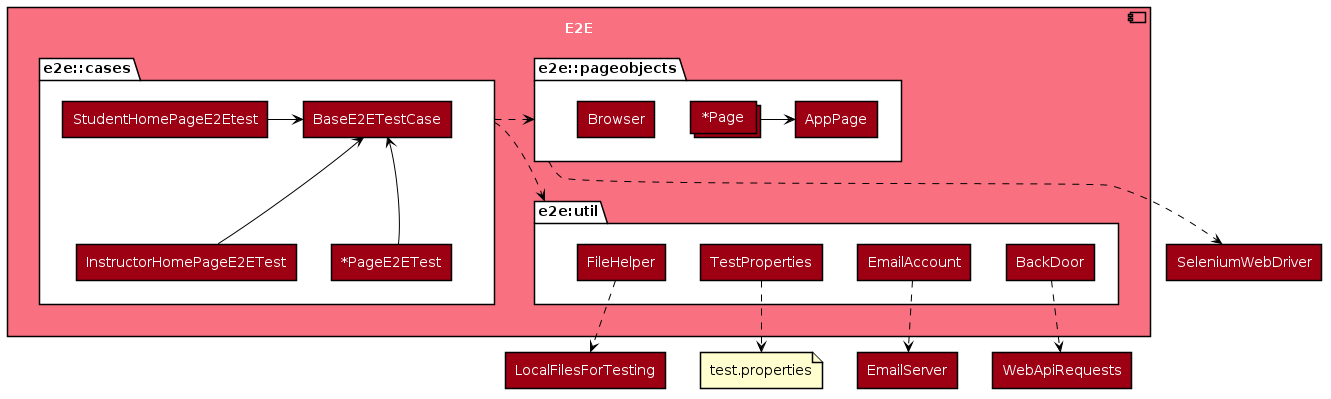 E2E
e2e::cases
StudentHomePageE2Etest
BaseE2ETestCase
InstructorHomePageE2ETest
*PageE2ETest
e2e::pageobjects
Browser
*Page
AppPage
e2e:util
FileHelper
TestProperties
EmailAccount
BackDoor
SeleniumWebDriver
LocalFilesForTesting
test.properties
EmailServer
WebApiRequests